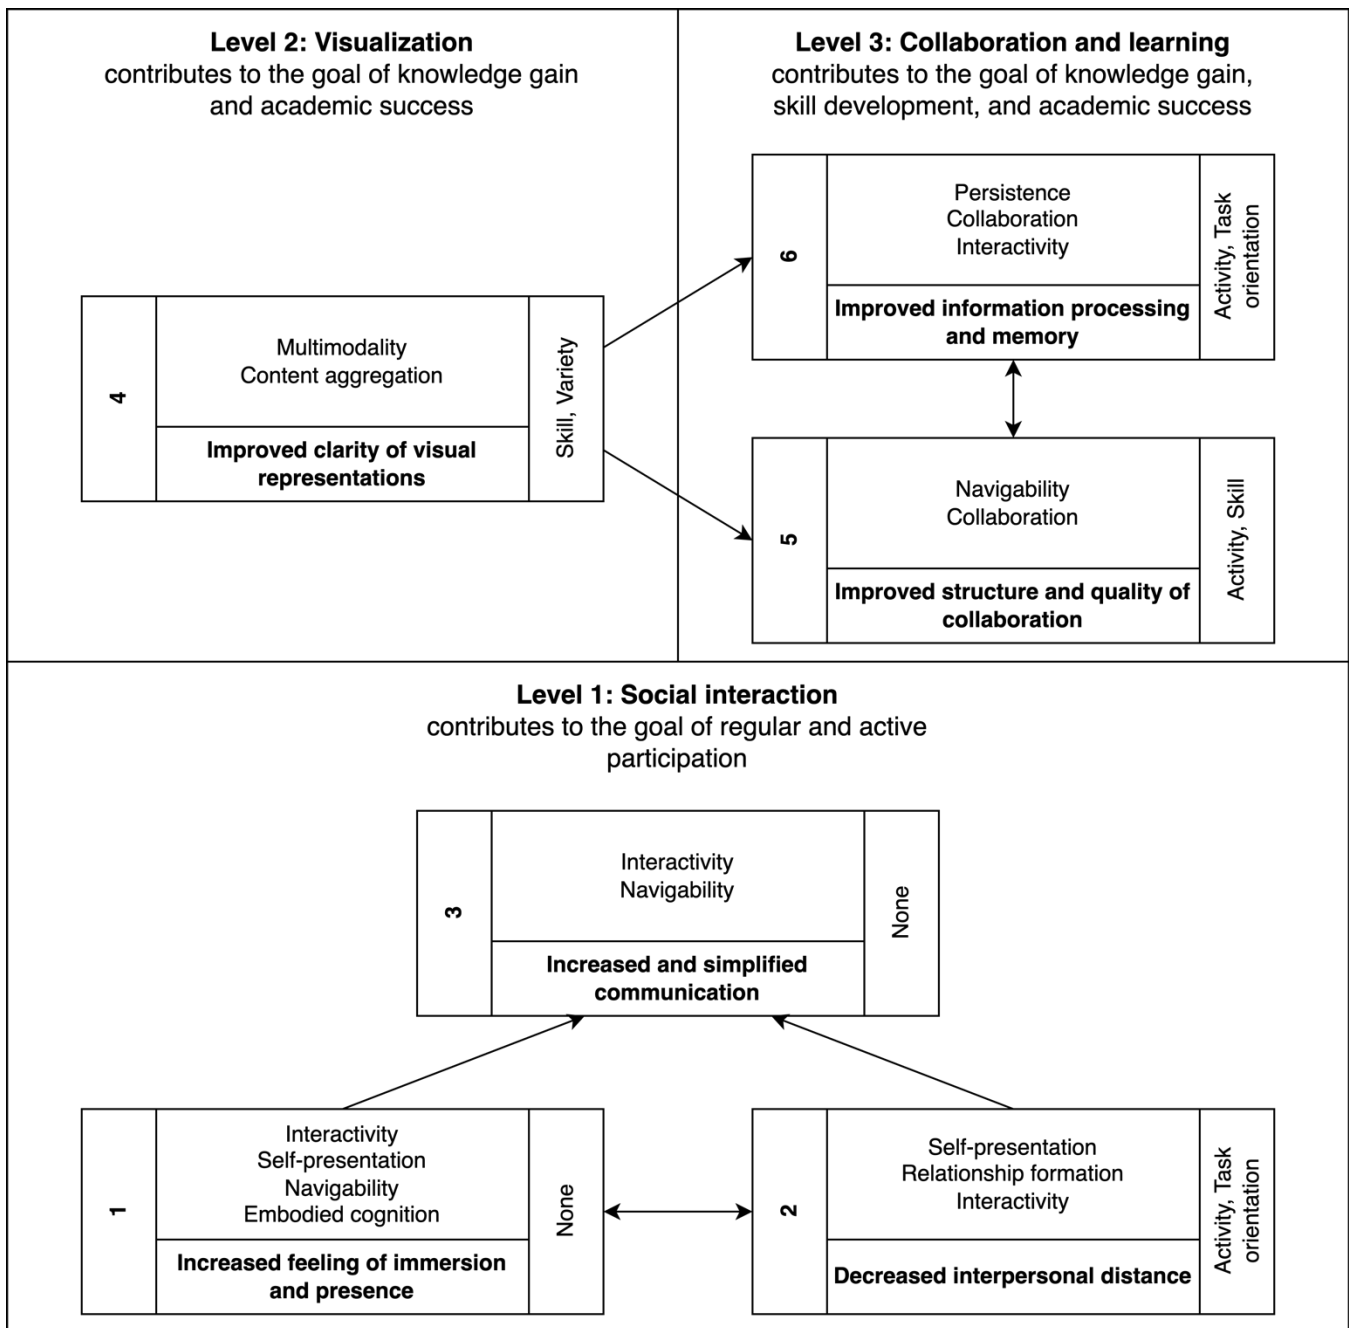 Level 2: Visualization
contributes to the goal of knowledge gain
and academic success
4
Multimodality
Content aggregation
Improved clarity of visual
representations
Skill, Variety
Level 3: Collaboration and learning
contributes to the goal of knowledge gain,
skill development, and academic success
6
Persistence
Collaboration
Interactivity
Improved information processing
and memory
Activity, Task
orientation
5
Navigability
Collaboration
Improved structure and quality of
collaboration
Activity, Skill
Level 1: Social interaction
contributes to the goal of regular and active
participation
3
Interactivity
Navigability
Increased and simplified
communication
None
1
Interactivity
Self-presentation
Navigability
Embodied cognition
Increased feeling of immersion
and presence
None
2
Self-presentation
Relationship formation
Interactivity
Decreased interpersonal distance
Activity, Task
orientation